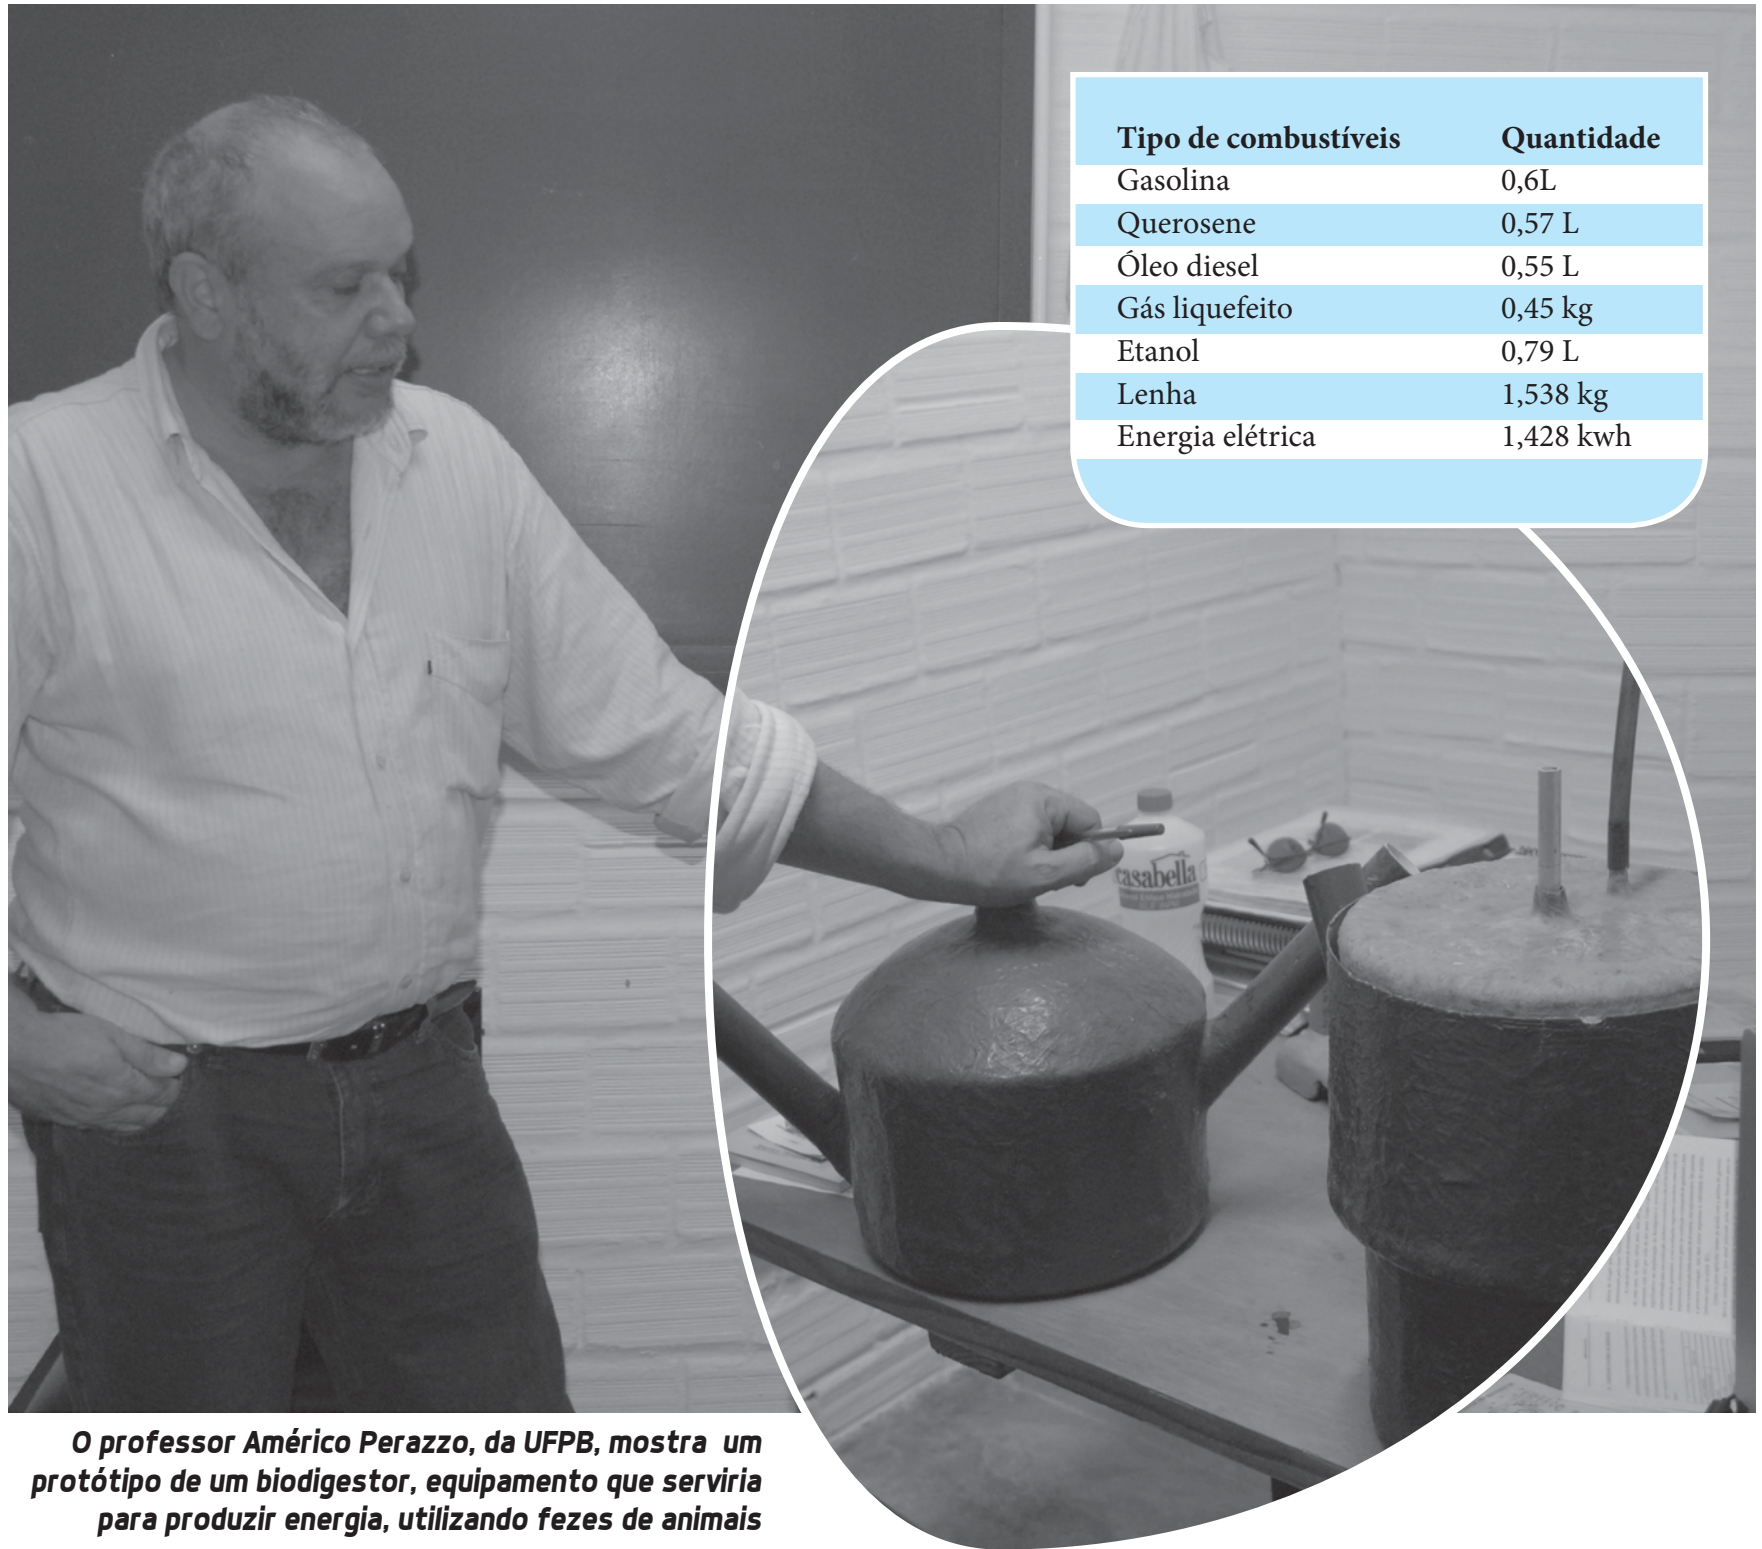 Tipo de combustíveis Quantidade
Gasolina 0,6L
Querosene 0,57 L
Óleo diesel 0,55 L
Gás liquefeito 0,45 kg
Etanol 0,79 L
Lenha 1,538 kg
Energia elétrica 1,428 kwh
casabella
O professor Américo Perazzo, da UFPB, mostra um
protótipo de um biodigestor, equipamento que serviria
para produzir energia, utilizando fezes de animais